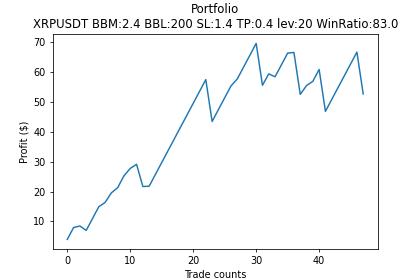 Portfolio
XRPUSDT BBM:2.4 BBL:200 SL:1.4 TP:0.4 lev:20 WinRatio:83.0
70
60
50
40
30
20
10
Profit ($)
0 10 20 30 40
Trade counts